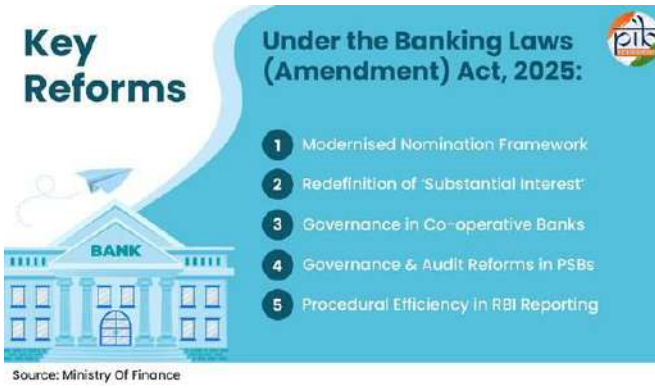 Key
Reforms
Under the Banking Laws
(Amendment) Act, 2025:
pib
1 Modernised Nomination Framework
2 Redefinition of 'Substantial Interest'
3 Governance in Co-operative Banks
4 Governance & Audit Reforms in PSBs
5 Procedural Efficiency in RBI Reporting
BANK
Source: Ministry Of Finance